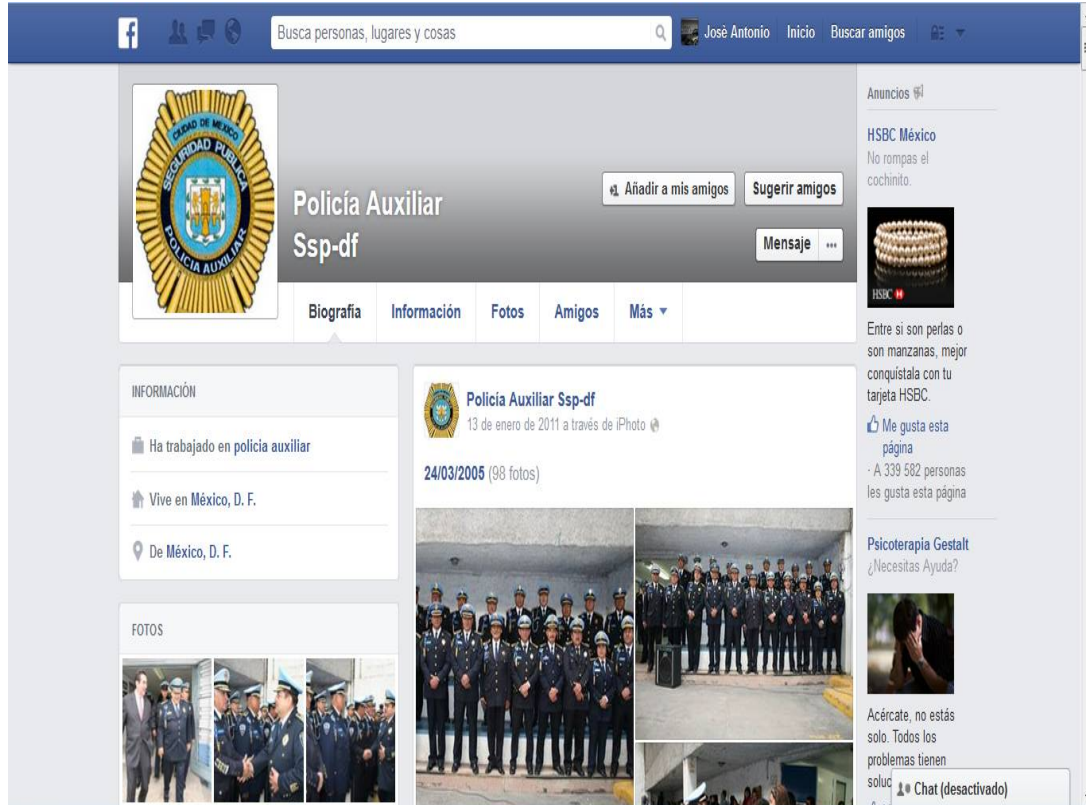 f
Busca personas, lugares y cosas
Josè Antonio
Inicio
Buscar amigos
CIUDAD DE MEXICO
SEGURIDAD PUBLICA
POLICIA AUXILIAR
Policía Auxiliar
Ssp-df
Añadir a mis amigos
Sugerir amigos
Mensaje ...
Biografía
Información
Fotos
Amigos
Más
INFORMACIÓN
Ha trabajado en policia auxiliar
Vive en México, D. F.
De México, D. F.
FOTOS
Policía Auxiliar Ssp-df
13 de enero de 2011 a través de iPhoto
24/03/2005 (98 fotos)
Anuncios
HSBC México
No rompas el
cochinito.
HSBC
Entre si son perlas o
son manzanas, mejor
conquístala con tu
tarjeta HSBC.
Me gusta esta
página
· A 339 582 personas
les gusta esta página
Psicoterapia Gestalt
¿Necesitas Ayuda?
Acércate, no estás
solo. Todos los
problemas tienen
Chat (desactivado)